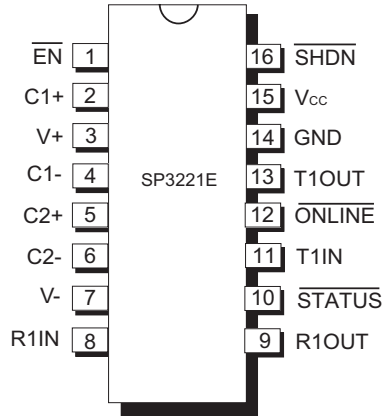 EN 1 16 SHDN
C1+ 2 15 Vcc
V+ 3 14 GND
C1- 4 SP3221E 13 T1OUT
C2+ 5 12 ONLINE
C2- 6 11 T1IN
V- 7 10 STATUS
R1IN 8 9 R1OUT